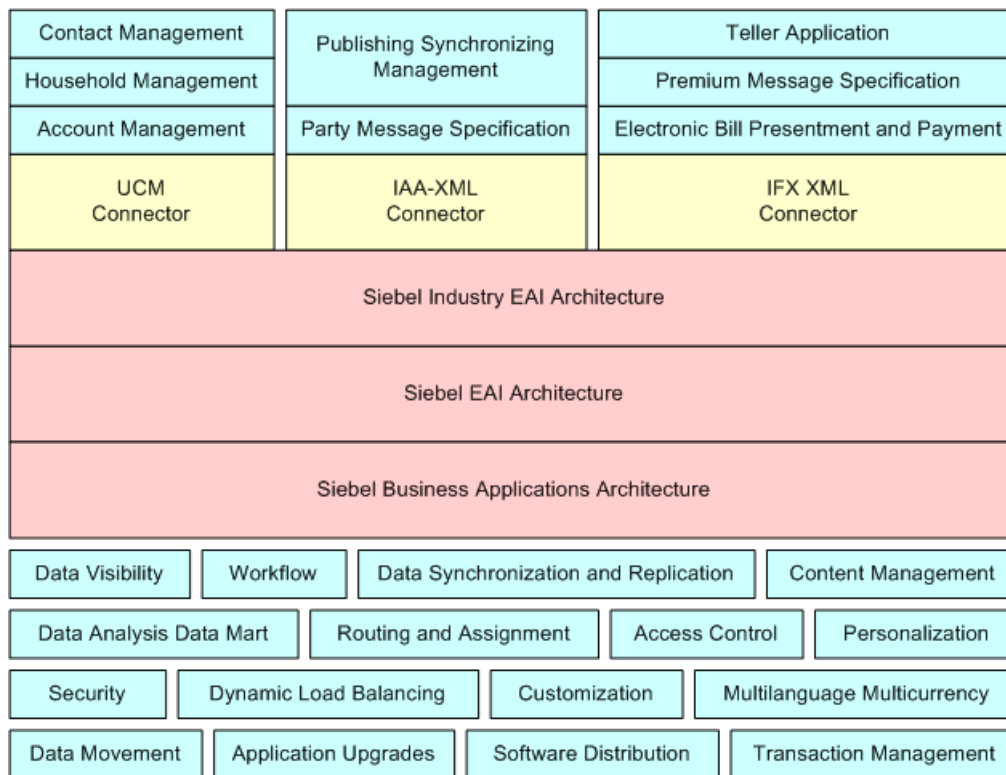 Contact Management
Household Management
Account Management
UCM
Connector
Publishing Synchronizing
Management
Party Message Specification
IAA-XML
Connector
Teller Application
Premium Message Specification
Electronic Bill Presentment and Payment
IFX XML
Connector
Siebel Industry EAI Architecture
Siebel EAI Architecture
Siebel Business Applications Architecture
Data Visibility
Workflow
Data Synchronization and Replication
Content Management
Data Analysis Data Mart
Routing and Assignment
Access Control
Personalization
Security
Dynamic Load Balancing
Customization
Multilanguage Multicurrency
Data Movement
Application Upgrades
Software Distribution
Transaction Management